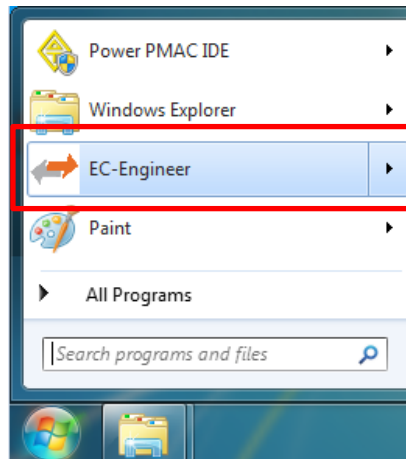 Power PMAC IDE
Windows Explorer
EC-Engineer
Paint
All Programs
Search programs and files